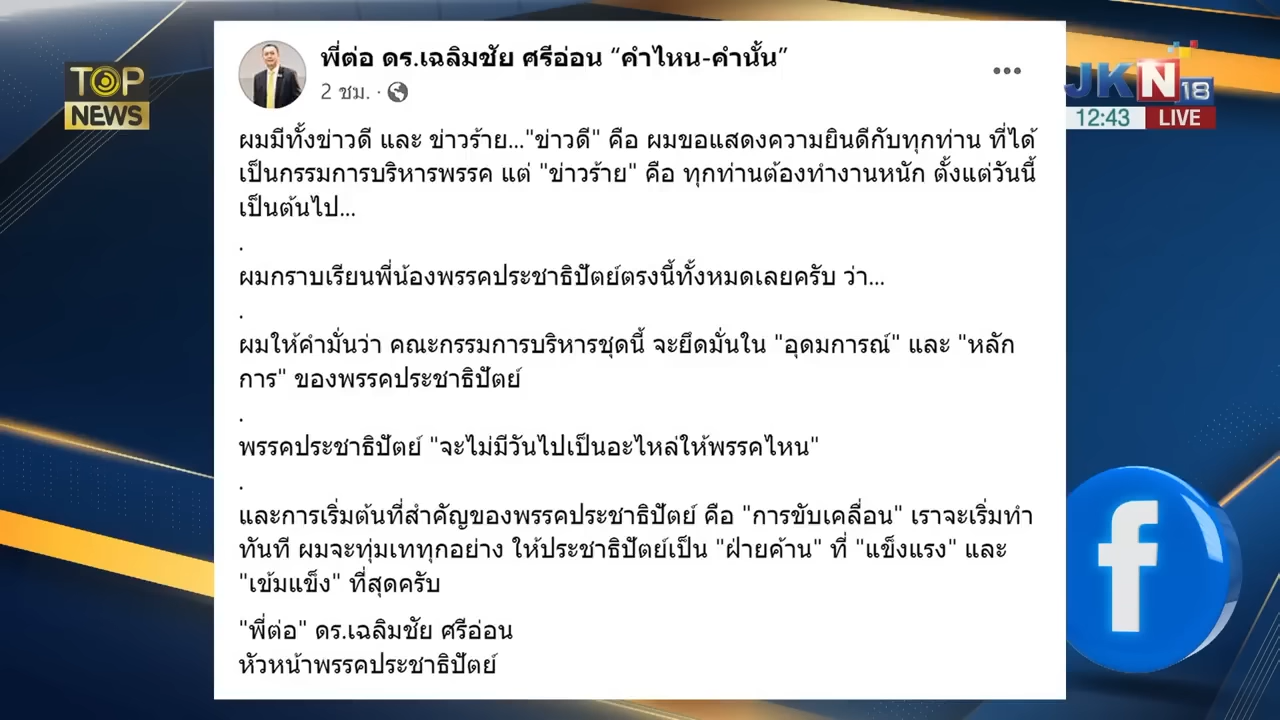 TOP
NEWS
JKN18
12:43 LIVE
พี่ต่อ ดร.เฉลิมชัย ศรีอ่อน “คำไหน-คำนั้น”
2 ชม. ·
ผมมีทั้งข่าวดี และ ข่าวร้าย..."ข่าวดี" คือ ผมขอแสดงความยินดีกับทุกท่าน ที่ได้
เป็นกรรมการบริหารพรรค แต่ "ข่าวร้าย" คือ ทุกท่านต้องทำงานหนัก ตั้งแต่วันนี้
เป็นต้นไป...
.
ผมกราบเรียนพี่น้องพรรคประชาธิปัตย์ตรงนี้ทั้งหมดเลยครับ ว่า...
.
ผมให้คำมั่นว่า คณะกรรมการบริหารชุดนี้ จะยึดมั่นใน "อุดมการณ์" และ "หลัก
การ" ของพรรคประชาธิปัตย์
.
พรรคประชาธิปัตย์ "จะไม่มีวันไปเป็นอะไหล่ให้พรรคไหน"
.
และการเริ่มต้นที่สำคัญของพรรคประชาธิปัตย์ คือ "การขับเคลื่อน" เราจะเริ่มทำ
ทันที ผมจะทุ่มเททุกอย่าง ให้ประชาธิปัตย์เป็น "ฝ่ายค้าน" ที่ "แข็งแรง" และ
"เข้มแข็ง" ที่สุดครับ
"พี่ต่อ" ดร.เฉลิมชัย ศรีอ่อน
หัวหน้าพรรคประชาธิปัตย์